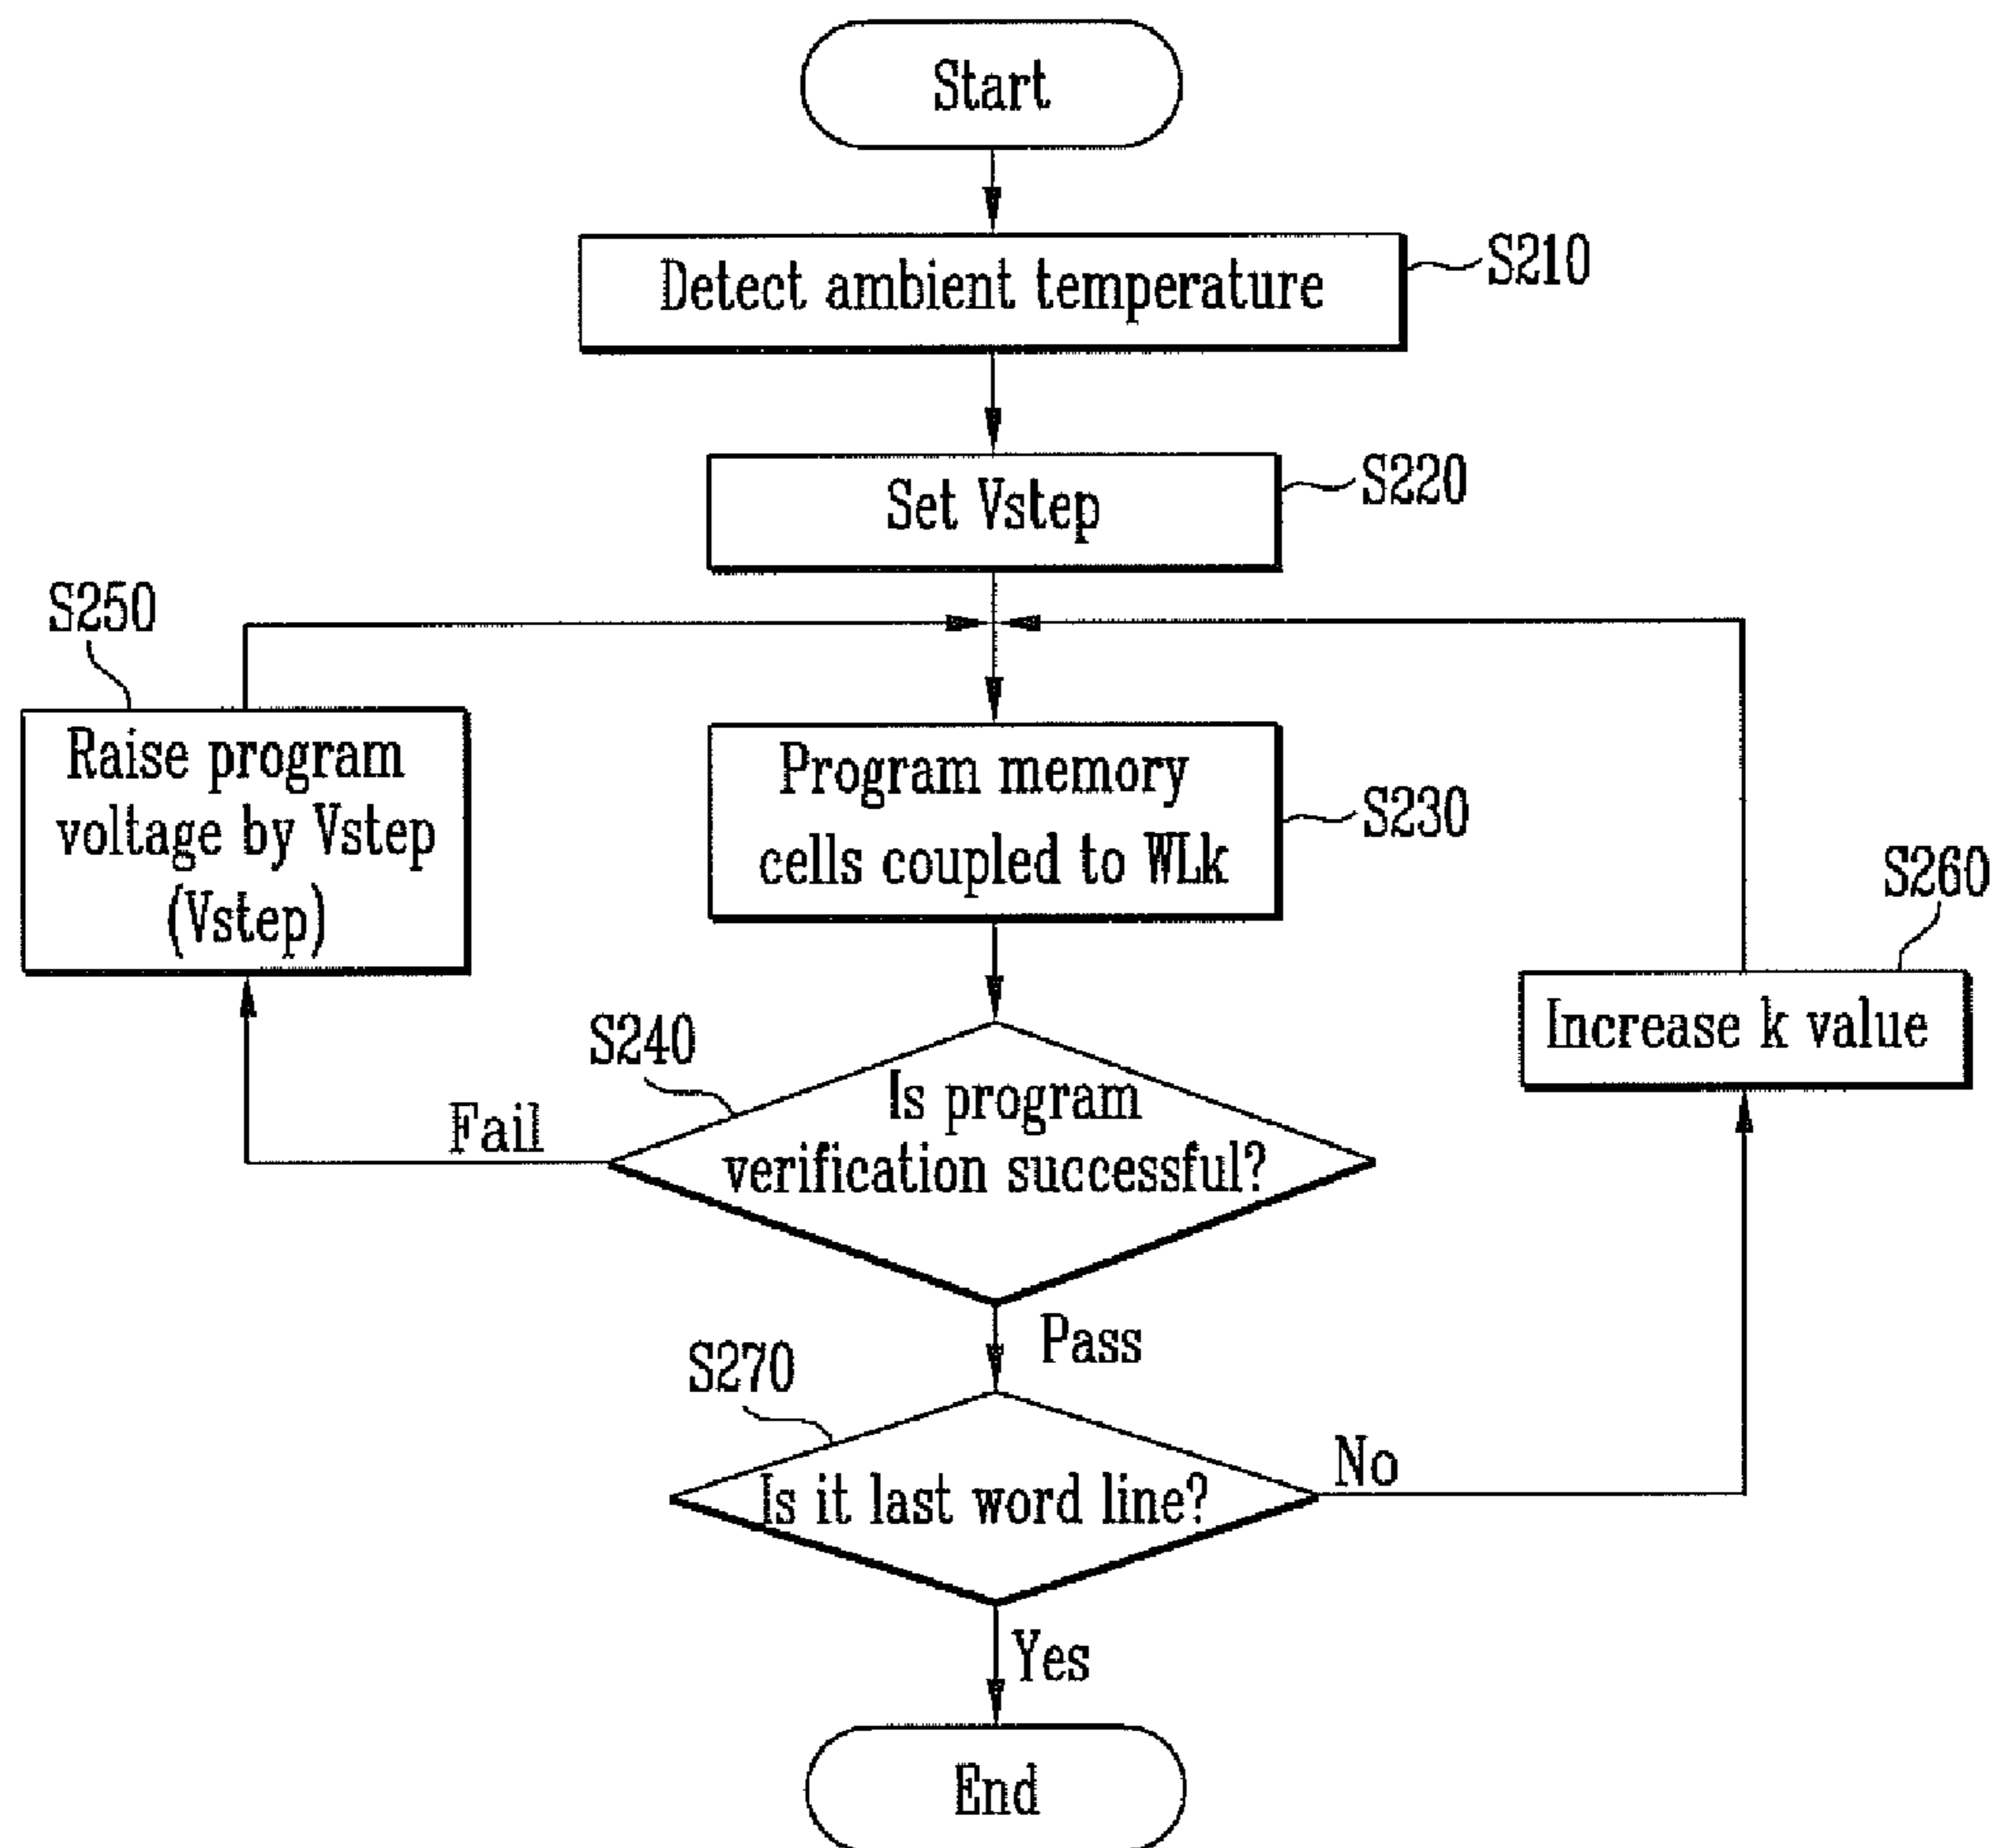 Start
Detect ambient temperature
S210
Set Vstep
S220
S250
Raise program
voltage by Vstep
(Vstep)
Program memory
cells coupled to WLk
S230
S260
Increase k value
S240
Is program
verification successful?
Fail
Pass
S270
Is it last word line?
No
Yes
End